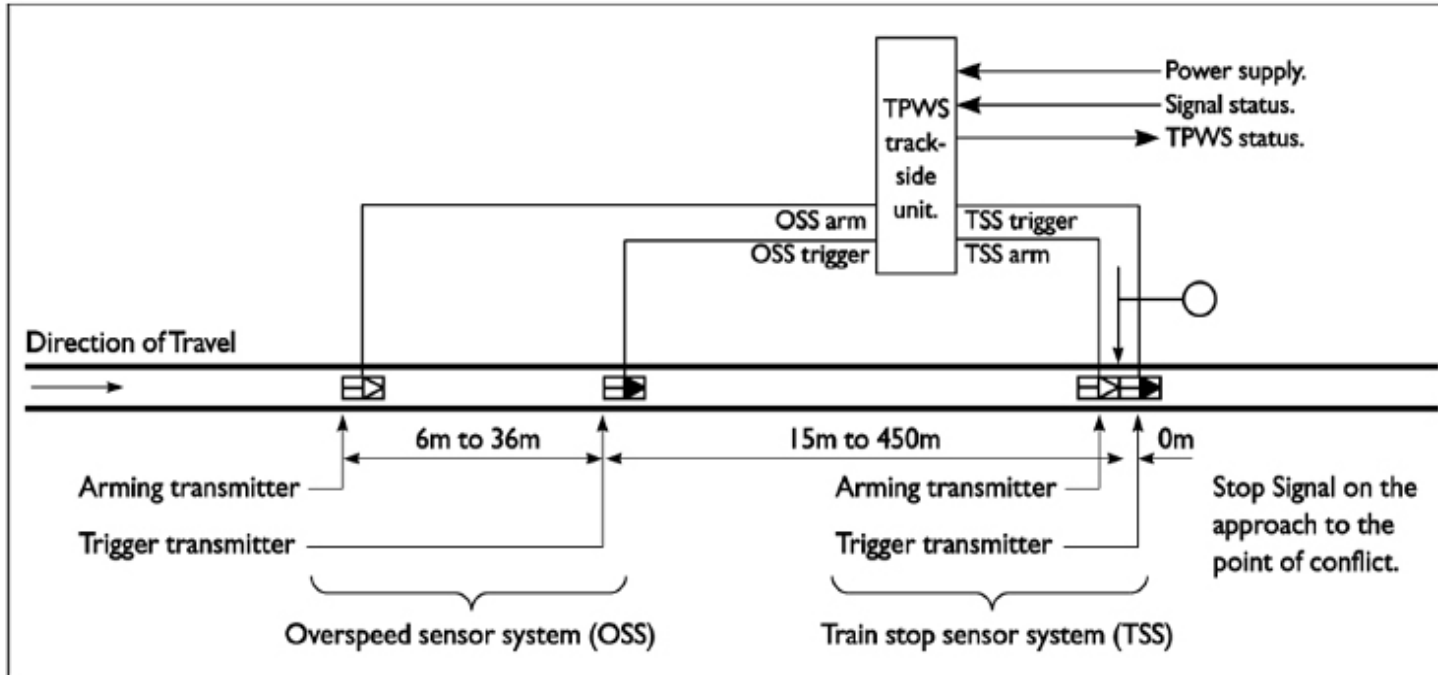 Power supply.
Signal status.
TPWS status.
TPWS
track-
side
unit.
OSS arm
OSS trigger
TSS trigger
TSS arm
Direction of Travel
6m to 36m
15m to 450m
0m
Arming transmitter
Trigger transmitter
Arming transmitter
Trigger transmitter
Stop Signal on the
approach to the
point of conflict.
Overspeed sensor system (OSS)
Train stop sensor system (TSS)